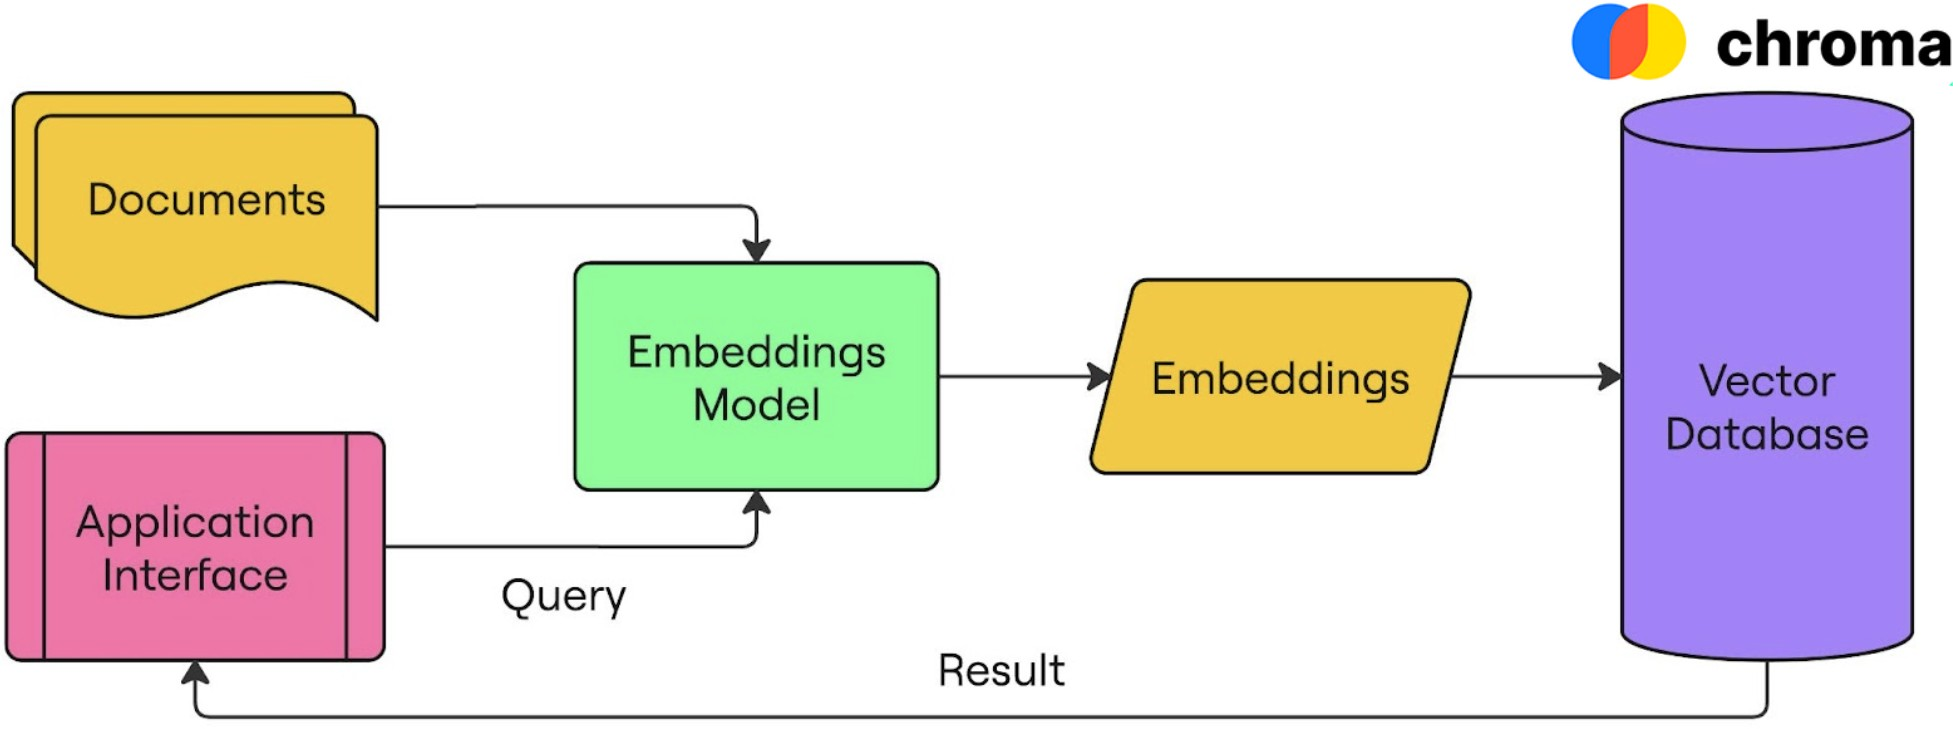 chroma
Documents
Embeddings
Model
Embeddings
Vector
Database
Application
Interface
Query
Result